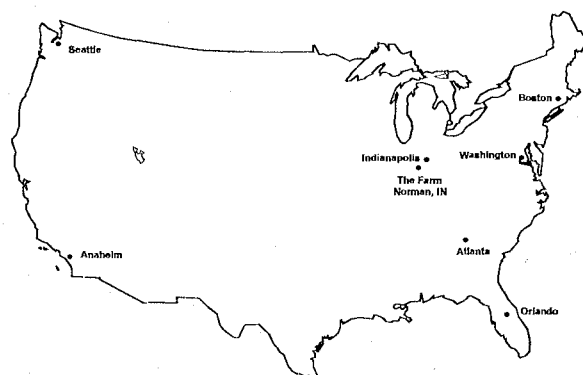 Seattle
Boston
Indianapolis
Washington
The Farm
Norman, IN
Atlanta
Anaheim
Orlando